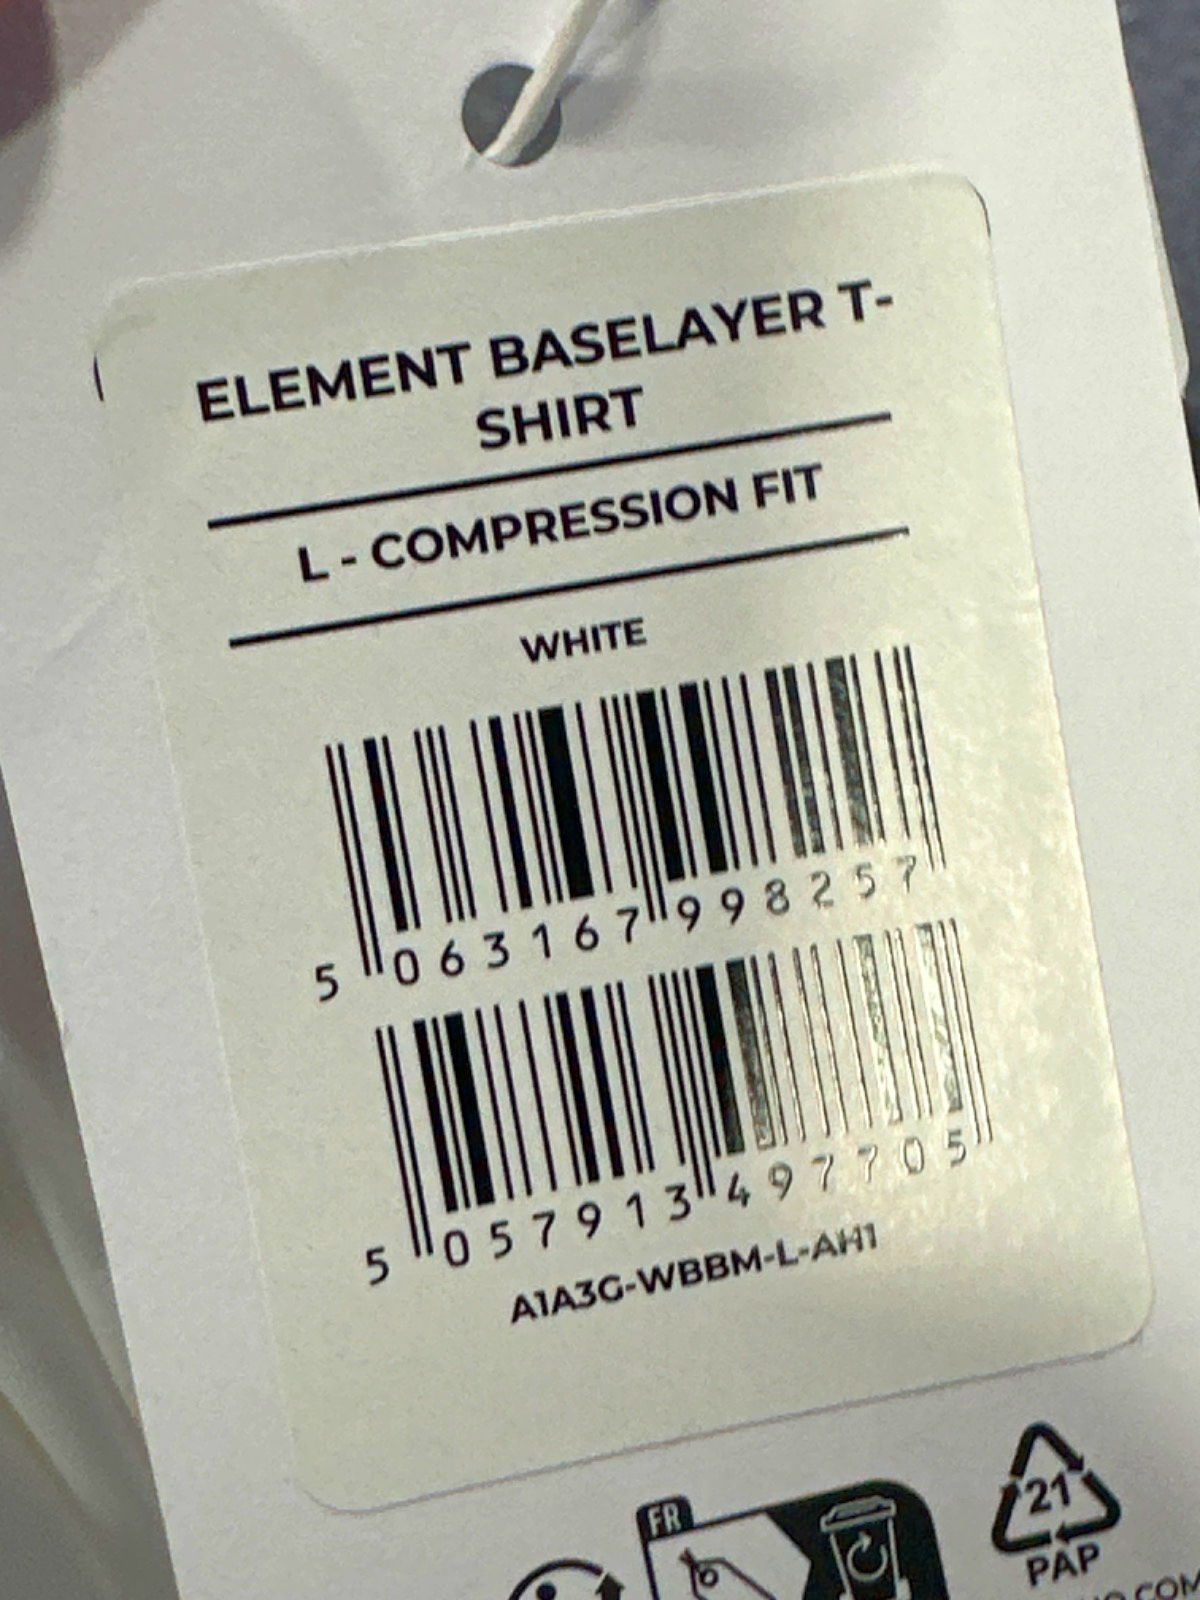 ELEMENT BASELAYER T-
SHIRT
L - COMPRESSION FIT
WHITE
5 063167 998257
5 057913 497705
A1A3G-WBBM-L-AH1
FR
21
PAP